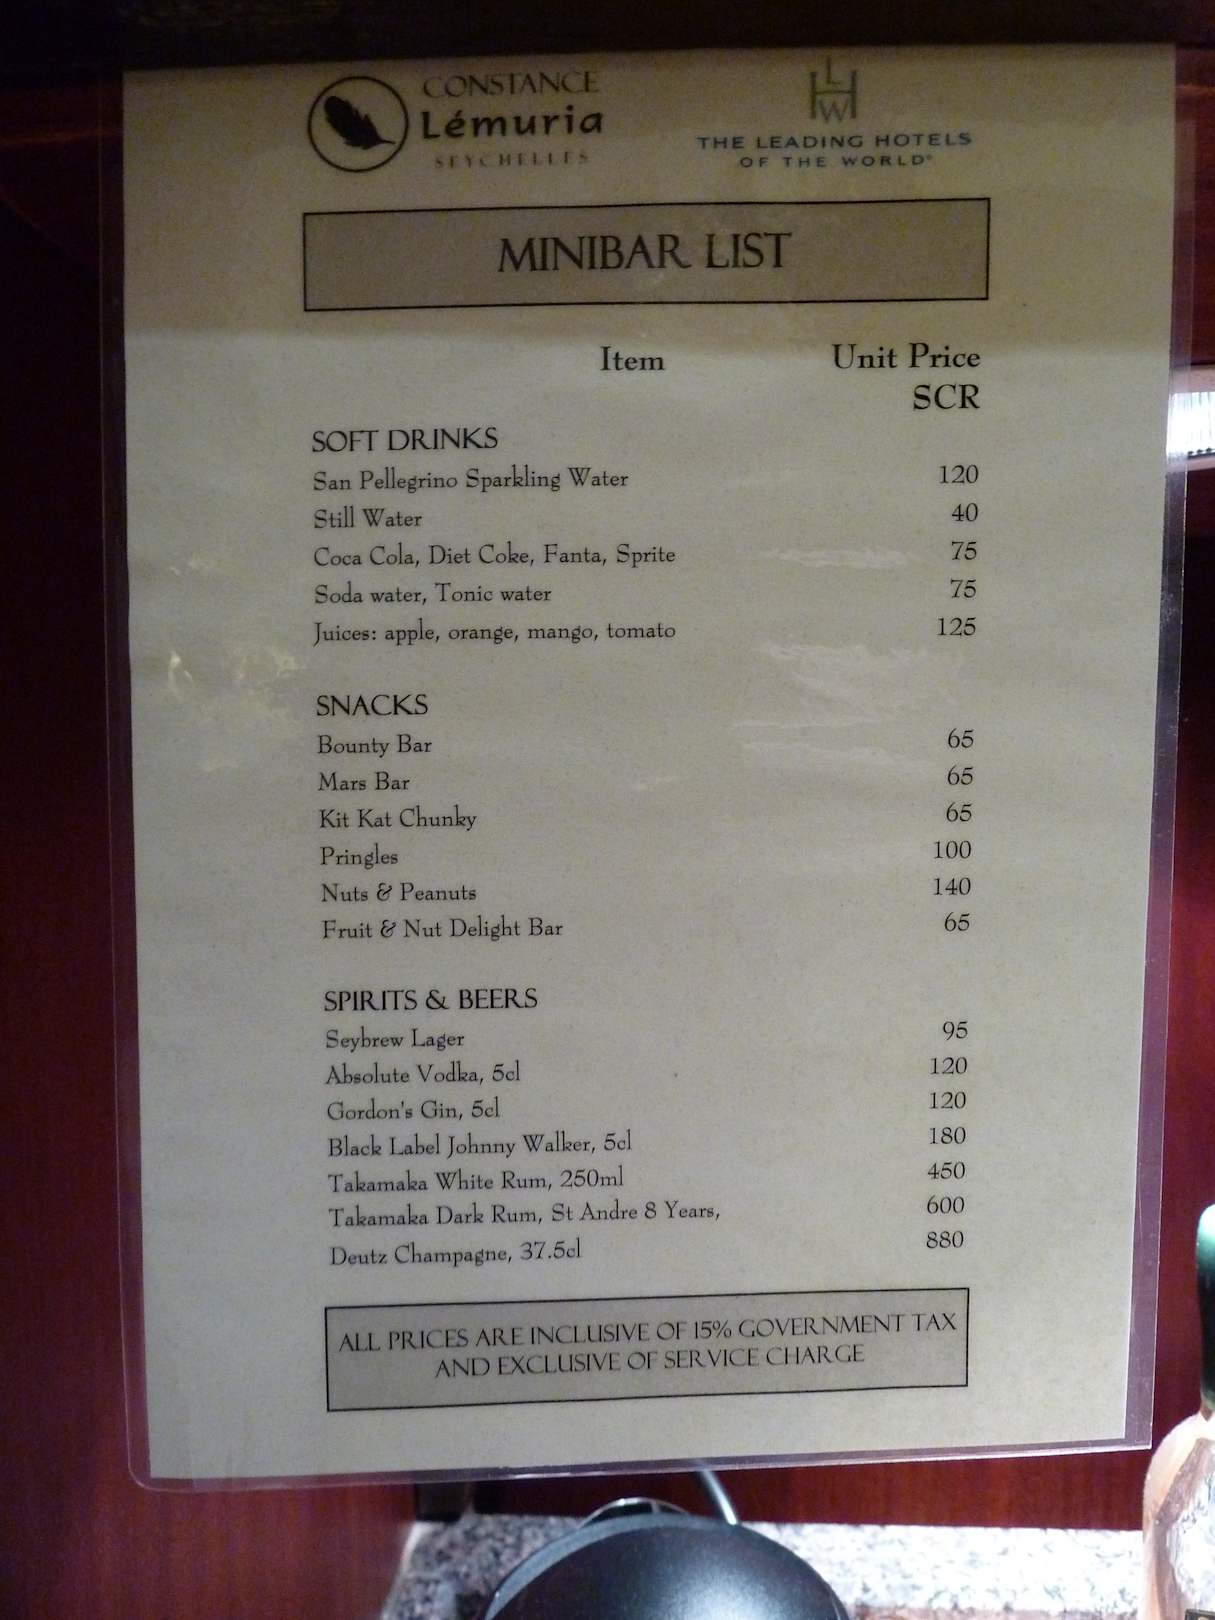 CONSTANCE
Lémuria
SEYCHELLES
LHW
THE LEADING HOTELS
OF THE WORLD®
MINIBAR LIST
Item Unit Price
SCR
SOFT DRINKS
San Pellegrino Sparkling Water 120
Still Water 40
Coca Cola, Diet Coke, Fanta, Sprite 75
Soda water, Tonic water 75
Juices: apple, orange, mango, tomato 125
SNACKS
Bounty Bar 65
Mars Bar 65
Kit Kat Chunky 65
Pringles 100
Nuts & Peanuts 140
Fruit & Nut Delight Bar 65
SPIRITS & BEERS
Seybrew Lager 95
Absolute Vodka, 5cl 120
Gordon's Gin, 5cl 120
Black Label Johnny Walker, 5cl 180
Takamaka White Rum, 250ml 450
Takamaka Dark Rum, St Andre 8 Years, 600
Deutz Champagne, 37.5cl 880
ALL PRICES ARE INCLUSIVE OF 15% GOVERNMENT TAX
AND EXCLUSIVE OF SERVICE CHARGE